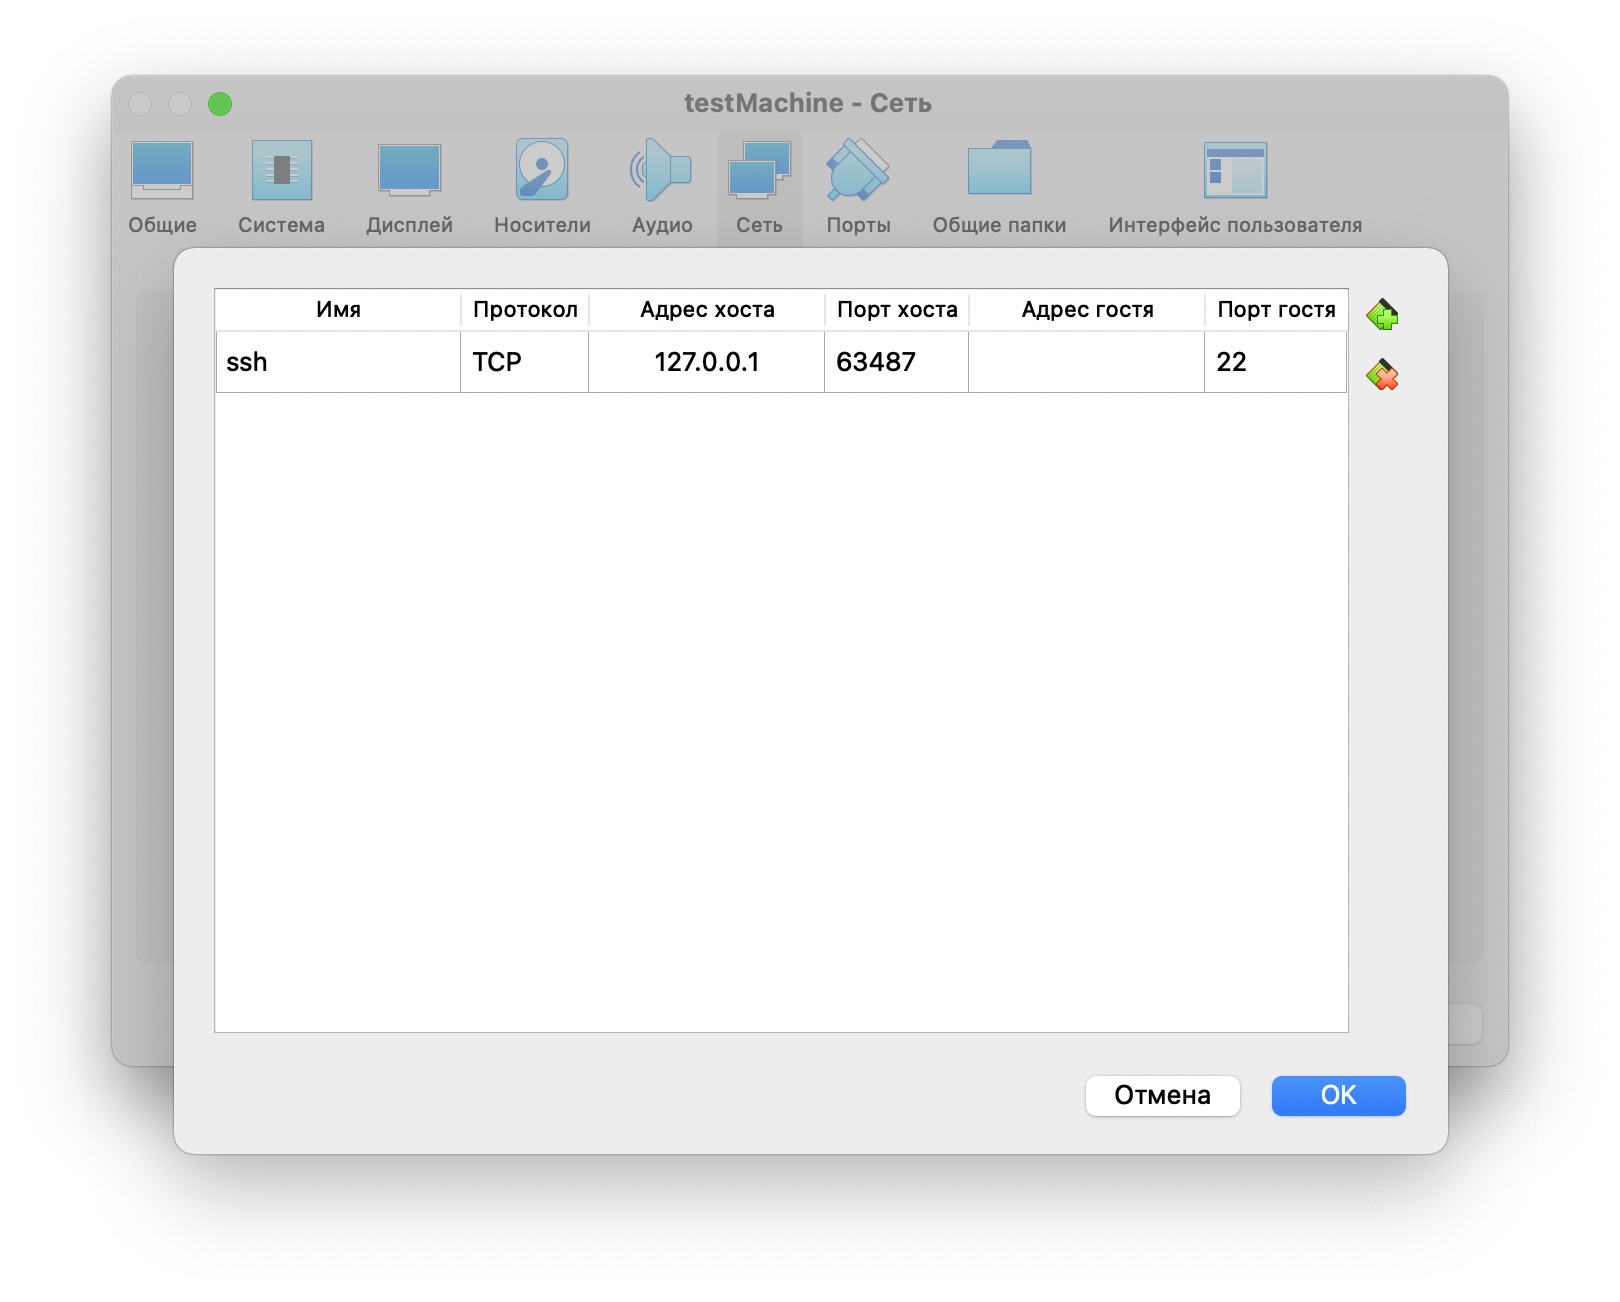 testMachine - Сеть
Общие Система Дисплей Носители Аудио Сеть Порты Общие папки Интерфейс пользователя
Имя Протокол Адрес хоста Порт хоста Адрес гостя Порт гостя
ssh TCP 127.0.0.1 63487 22
Отмена OK